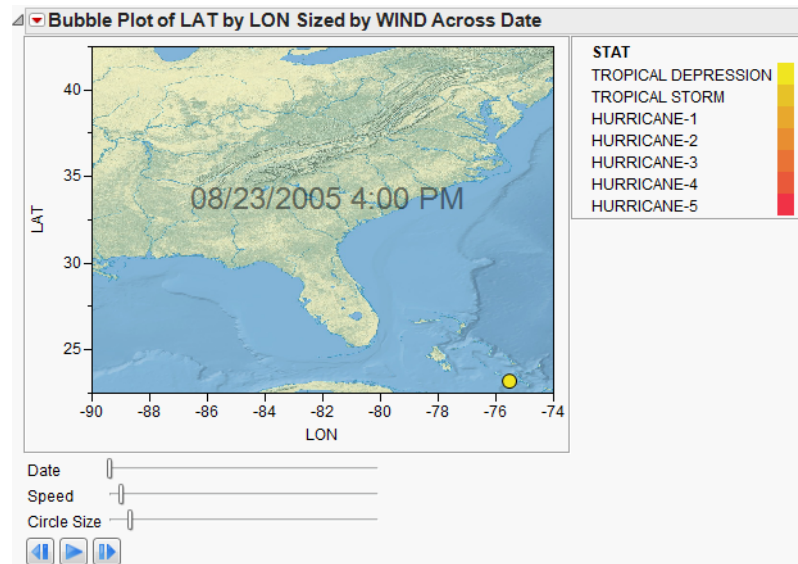 Bubble Plot of LAT by LON Sized by WIND Across Date
STAT
TROPICAL DEPRESSION
TROPICAL STORM
HURRICANE-1
HURRICANE-2
HURRICANE-3
HURRICANE-4
HURRICANE-5
40
35
30
25
LAT
08/23/2005 4:00 PM
-90 -88 -86 -84 -82 -80 -78 -76 -74
LON
Date
Speed
Circle Size